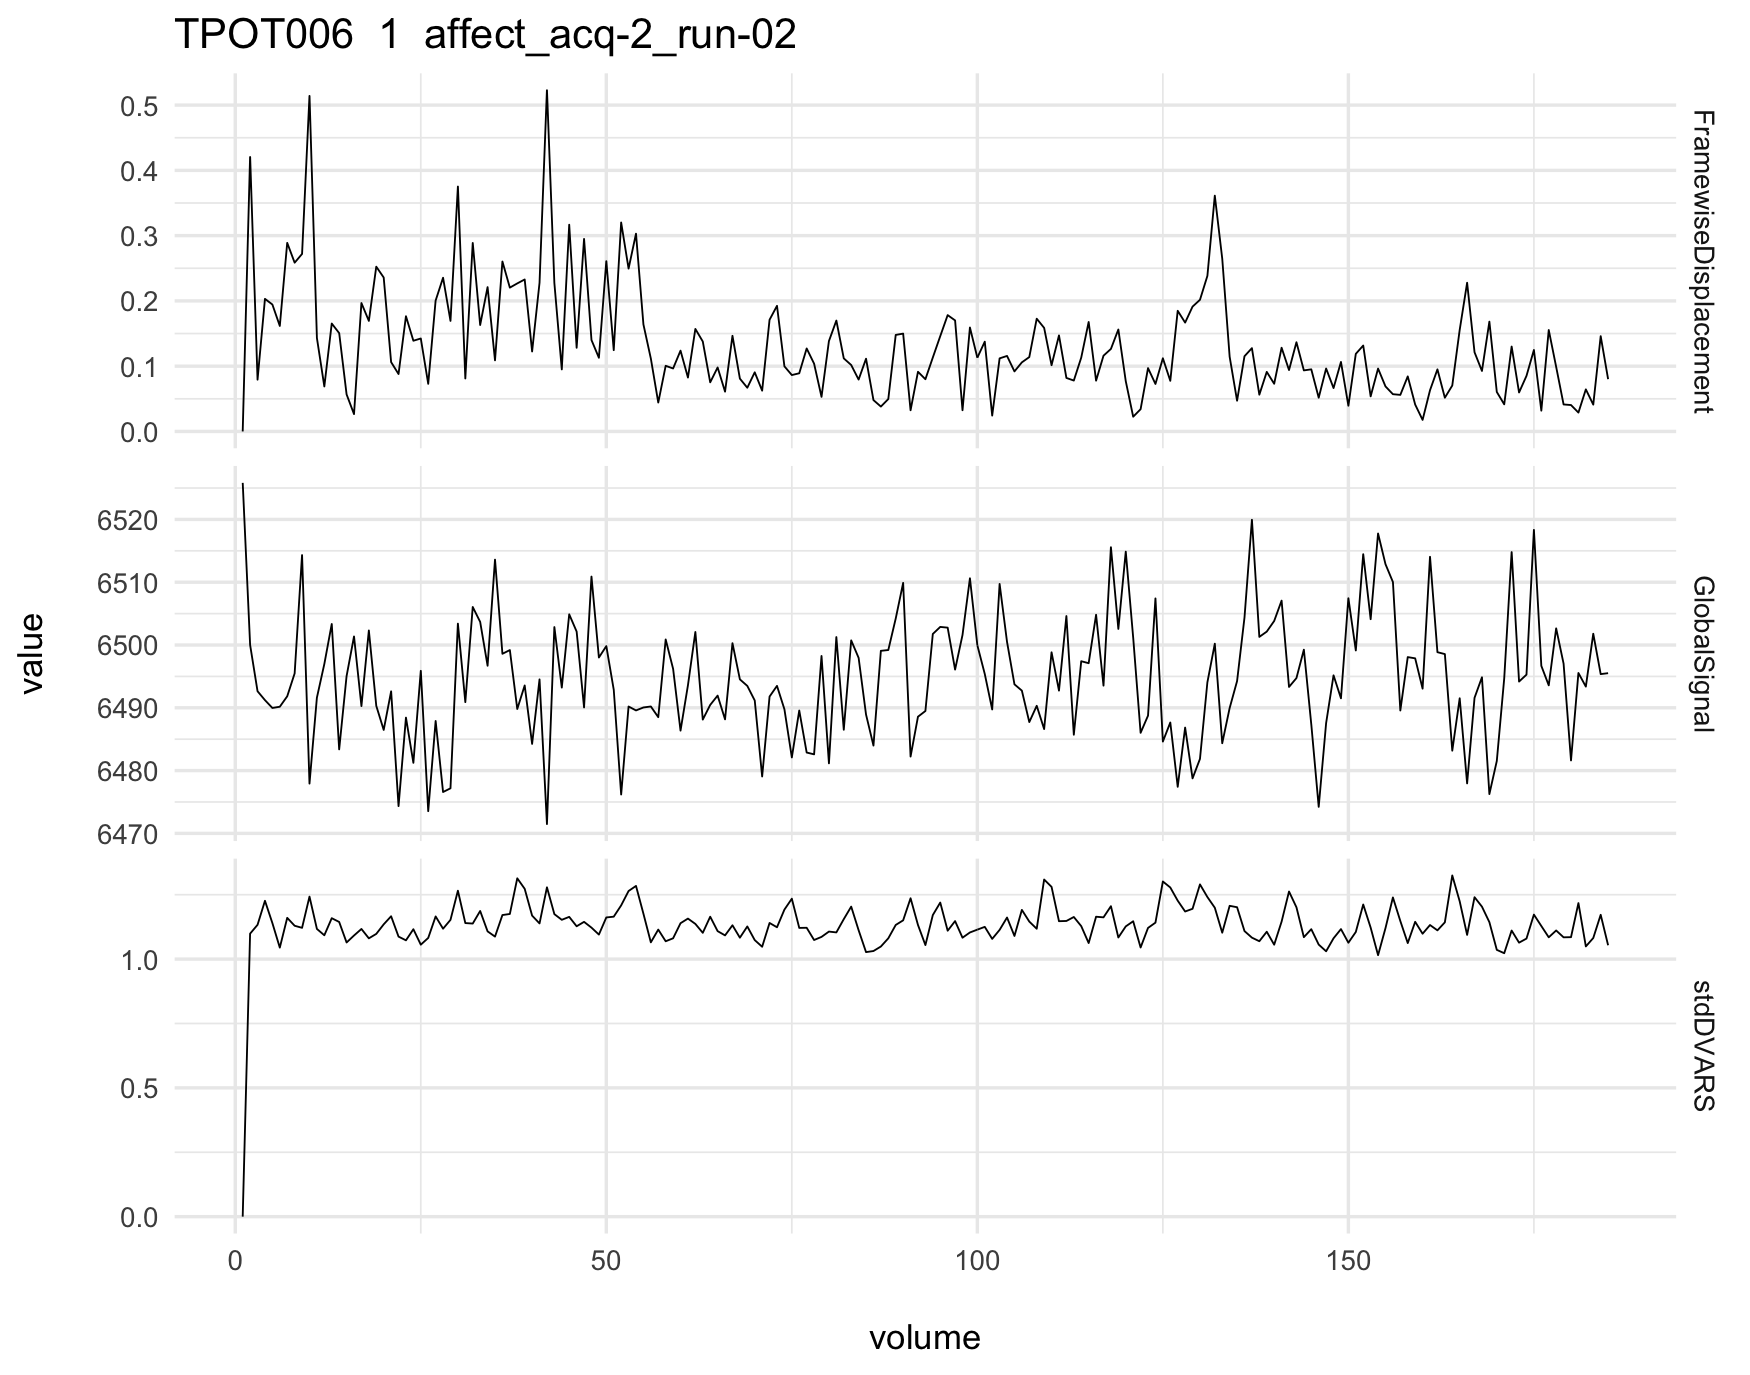 TPOT006 1 affect_acq-2_run-02
value
0.5
0.4
0.3
0.2
0.1
0.0
FramewiseDisplacement
6520
6510
6500
6490
6480
6470
GlobalSignal
1.0
0.5
0.0
stdDVARS
0 50 100 150
volume